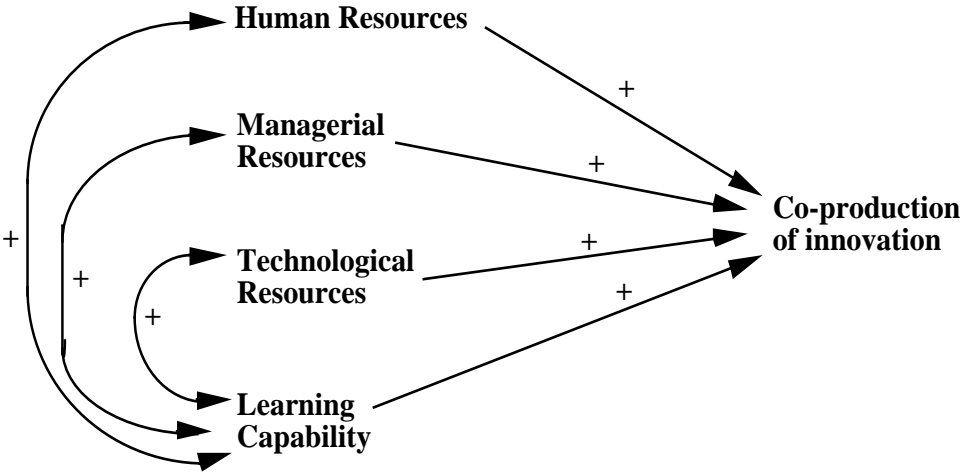 Human Resources
+
Managerial
Resources
+
Co-production
of innovation
+
+
Technological
Resources
+
+
+
Learning
Capability